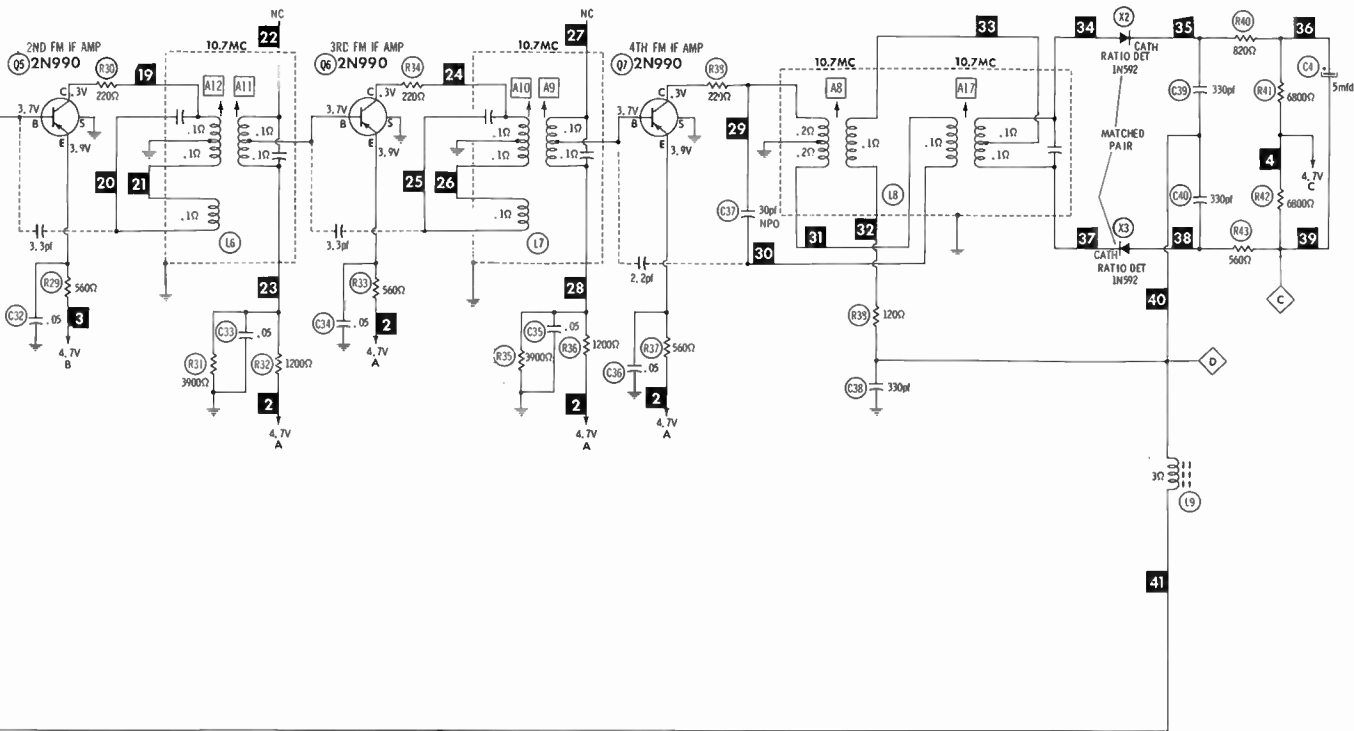 NC
22
NC
27
33
34
X2
35
R40
36
2ND FM IF AMP
Q5 2N990
10.7MC
3RD FM IF AMP
Q6 2N990
10.7MC
4TH FM IF AMP
Q7 2N990
10.7MC
10.7MC
CATH
RATIO DET
1N592
820Ω
C4
5mfd
R30
19
220Ω
A12
A11
R34
24
220Ω
A10
A9
R39
220Ω
A8
A17
C39
330pf
R41
6800Ω
C
.3V
3.7V
B
S
E
3.9V
C
.3V
3.7V
B
S
E
3.9V
C
.3V
3.7V
B
S
E
3.9V
.1Ω
.1Ω
.1Ω
.1Ω
.1Ω
.1Ω
.1Ω
.1Ω
29
.2Ω
.2Ω
.1Ω
.1Ω
.1Ω
.1Ω
MATCHED
PAIR
4
4.7V
C
20
21
.1Ω
25
26
.1Ω
C37
30pf
NPO
L8
C40
330pf
R42
6800Ω
3.3pf
L6
3.3pf
L7
2.2pf
30
31
32
37
X3
CATH
RATIO DET
1N592
38
R43
560Ω
39
R29
560Ω
C32
.05
3
4.7V
B
23
R33
560Ω
C34
.05
2
4.7V
A
28
40
C
R31
3900Ω
C33
.05
R32
1200Ω
R35
3900Ω
C35
.05
R36
1200Ω
R37
560Ω
C36
.05
R39
120Ω
D
C38
330pf
2
4.7V
A
2
4.7V
A
2
4.7V
A
3Ω
L9
41